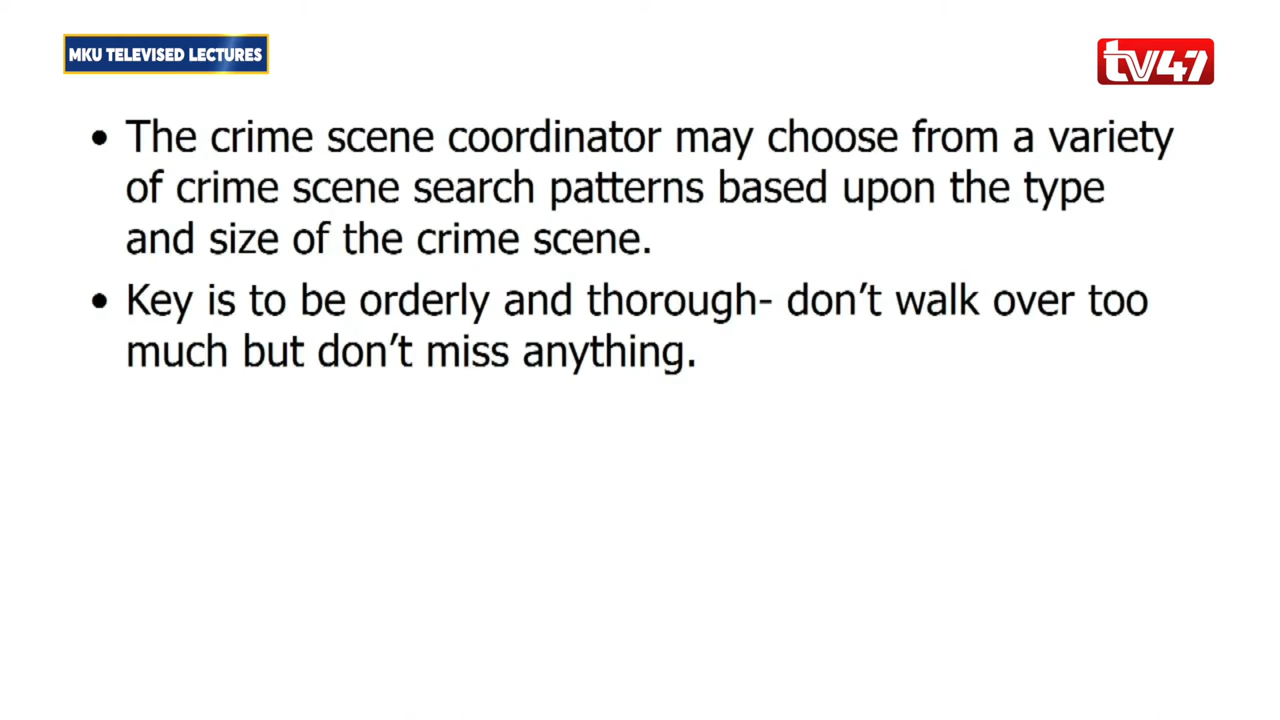 MKU TELEVISED LECTURES
tv47
• The crime scene coordinator may choose from a variety
of crime scene search patterns based upon the type
and size of the crime scene.
• Key is to be orderly and thorough- don’t walk over too
much but don’t miss anything.